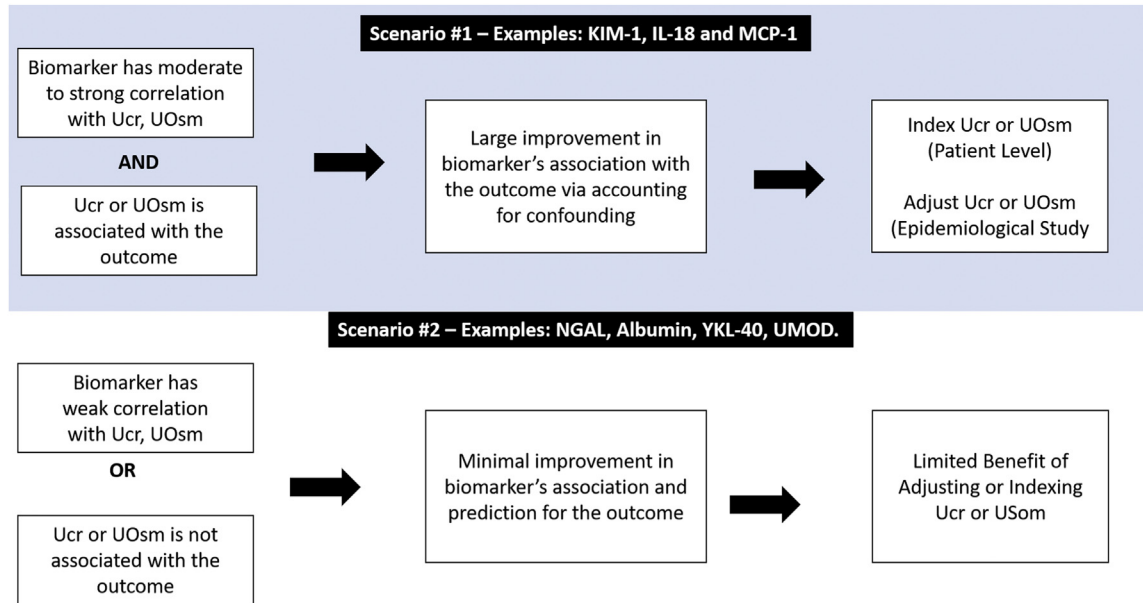 Scenario #1 – Examples: KIM-1, IL-18 and MCP-1
Biomarker has moderate
to strong correlation
with Ucr, UOsm
AND
Ucr or UOsm is
associated with the
outcome
Large improvement in
biomarker's association with
the outcome via accounting
for confounding
Index Ucr or UOsm
(Patient Level)
Adjust Ucr or UOsm
(Epidemiological Study
Scenario #2 – Examples: NGAL, Albumin, YKL-40, UMOD.
Biomarker has
weak correlation
with Ucr, UOsm
OR
Ucr or UOsm is not
associated with the
outcome
Minimal improvement in
biomarker's association and
prediction for the outcome
Limited Benefit of
Adjusting or Indexing
Ucr or USom